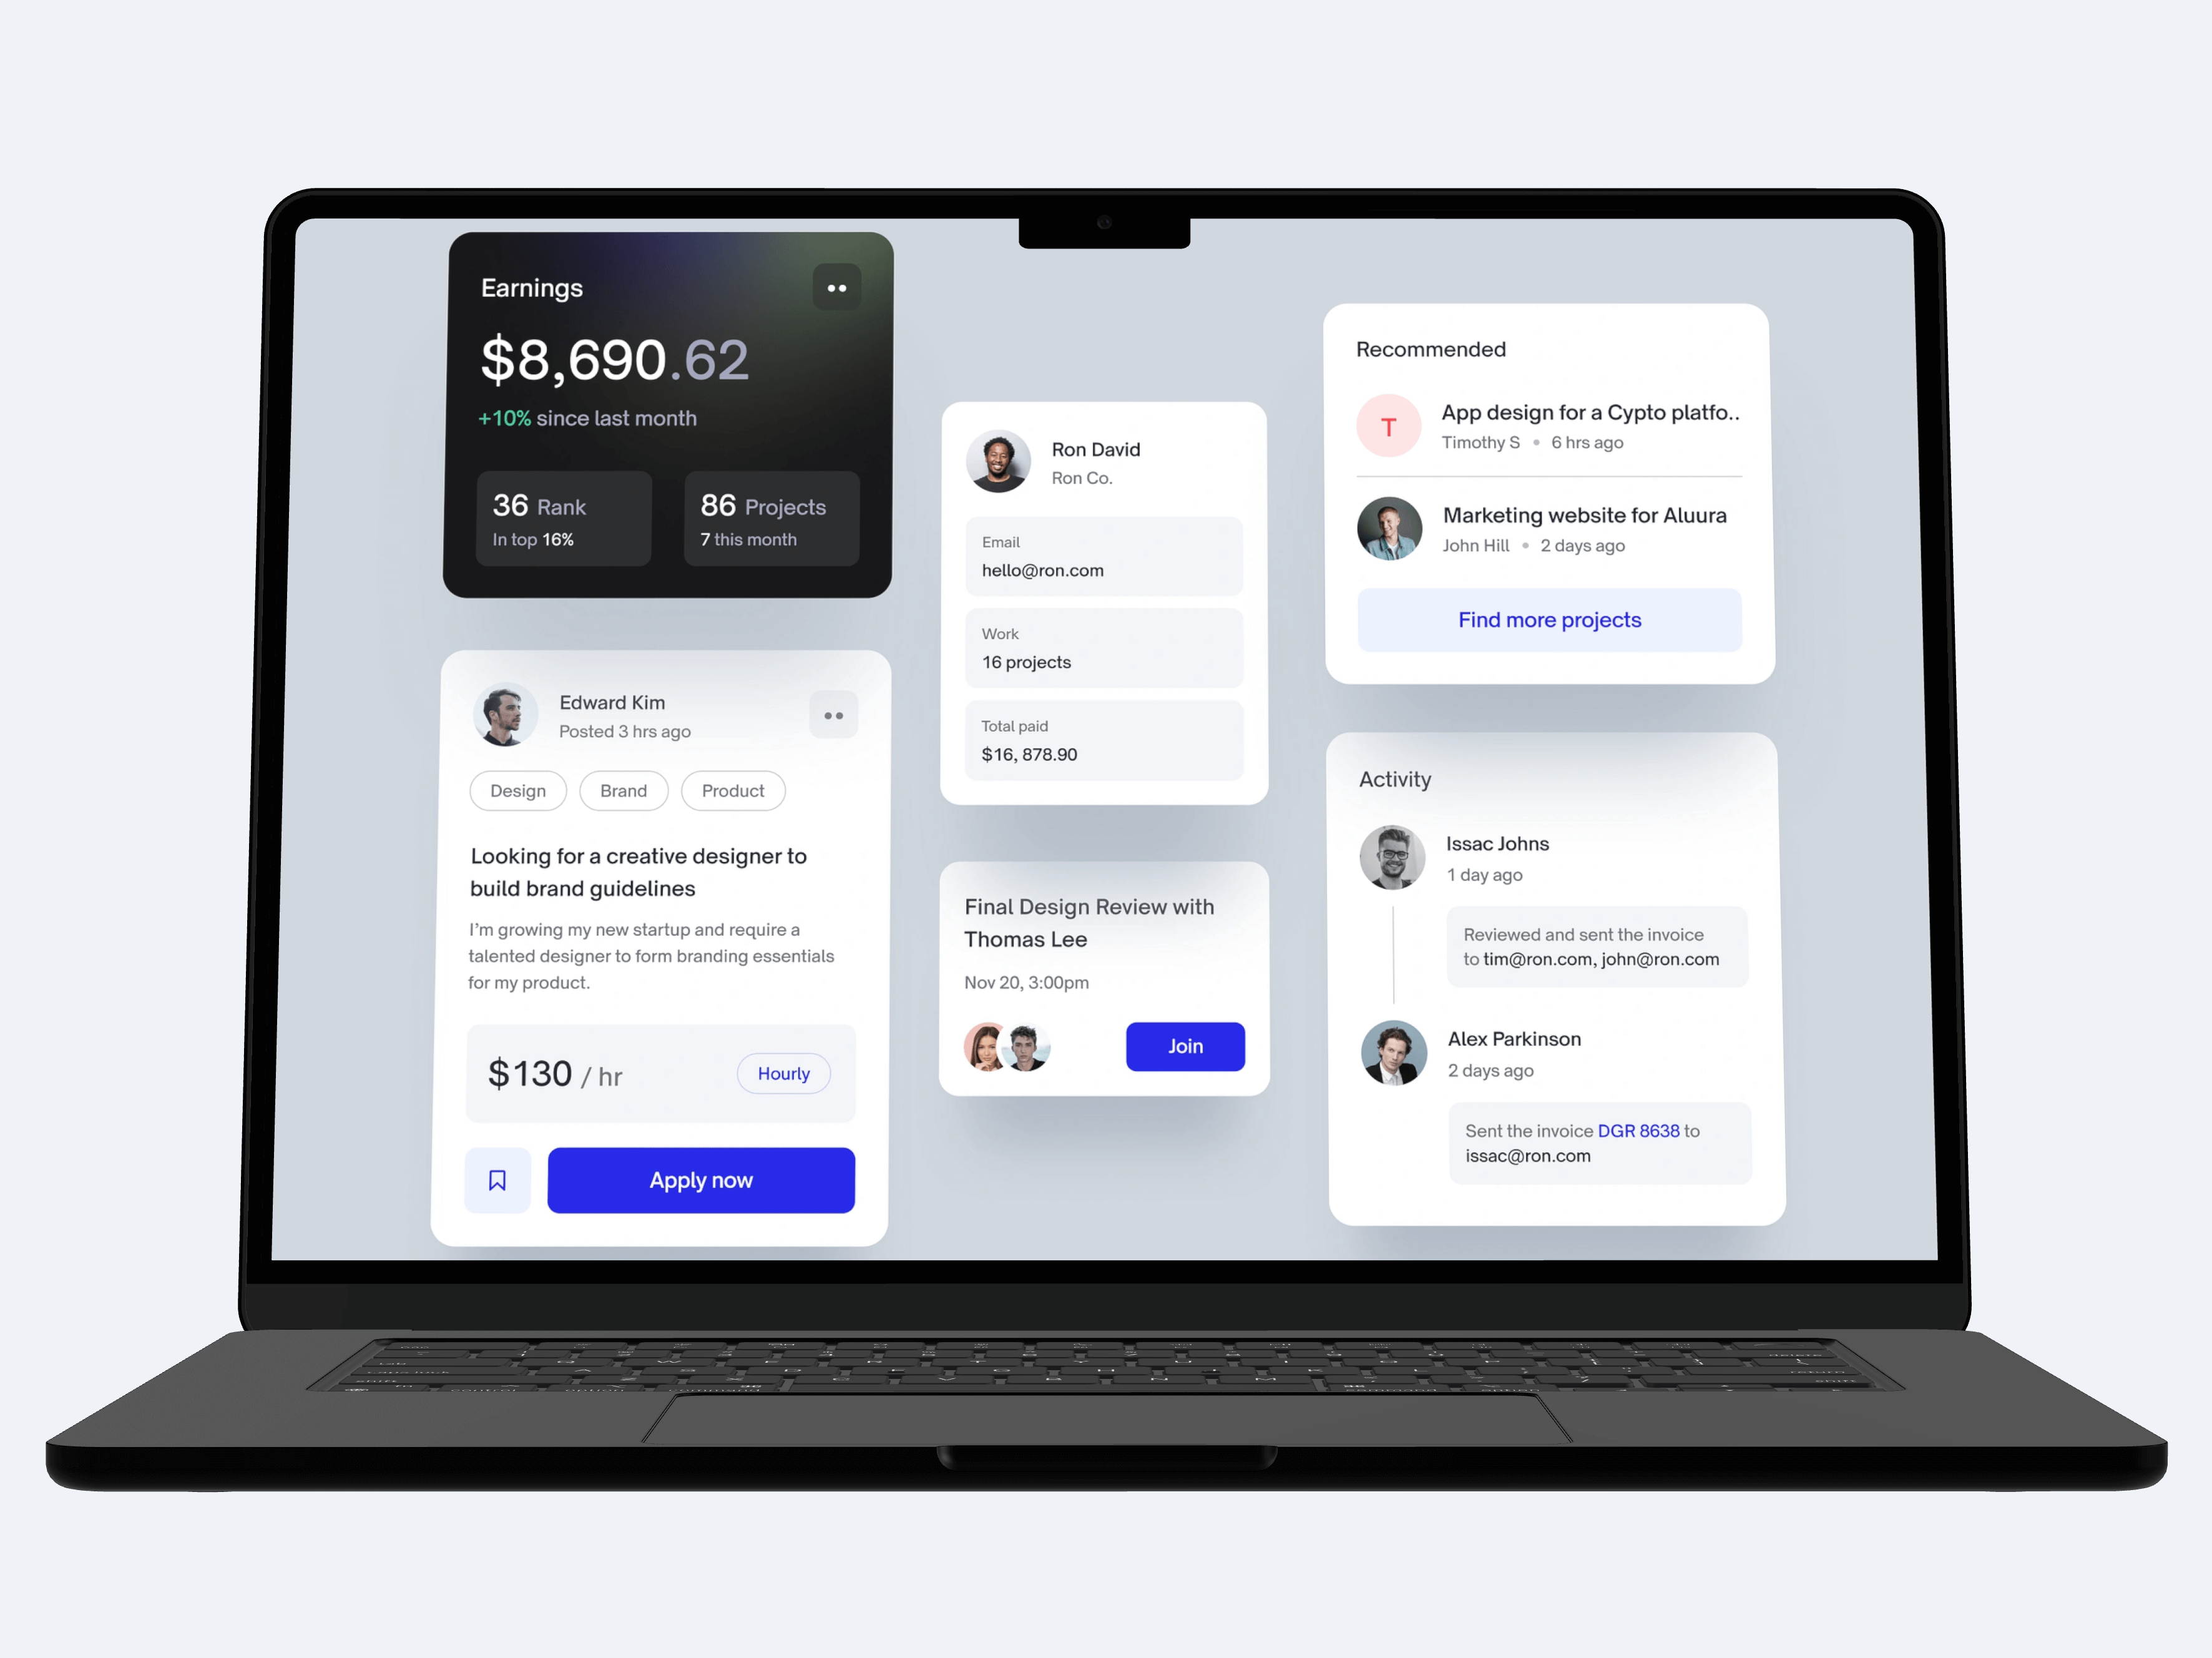 Earnings
$8,690.62
+10% since last month
36 Rank
In top 16%
86 Projects
7 this month
Edward Kim
Posted 3 hrs ago
Design
Brand
Product
Looking for a creative designer to
build brand guidelines
I'm growing my new startup and require a
talented designer to form branding essentials
for my product.
$130 / hr
Hourly
Apply now
Ron David
Ron Co.
Email
hello@ron.com
Work
16 projects
Total paid
$16, 878.90
Final Design Review with
Thomas Lee
Nov 20, 3:00pm
Join
Recommended
T
App design for a Cypto platfo..
Timothy S • 6 hrs ago
Marketing website for Aluura
John Hill • 2 days ago
Find more projects
Activity
Issac Johns
1 day ago
Reviewed and sent the invoice
to tim@ron.com, john@ron.com
Alex Parkinson
2 days ago
Sent the invoice DGR 8638 to
issac@ron.com